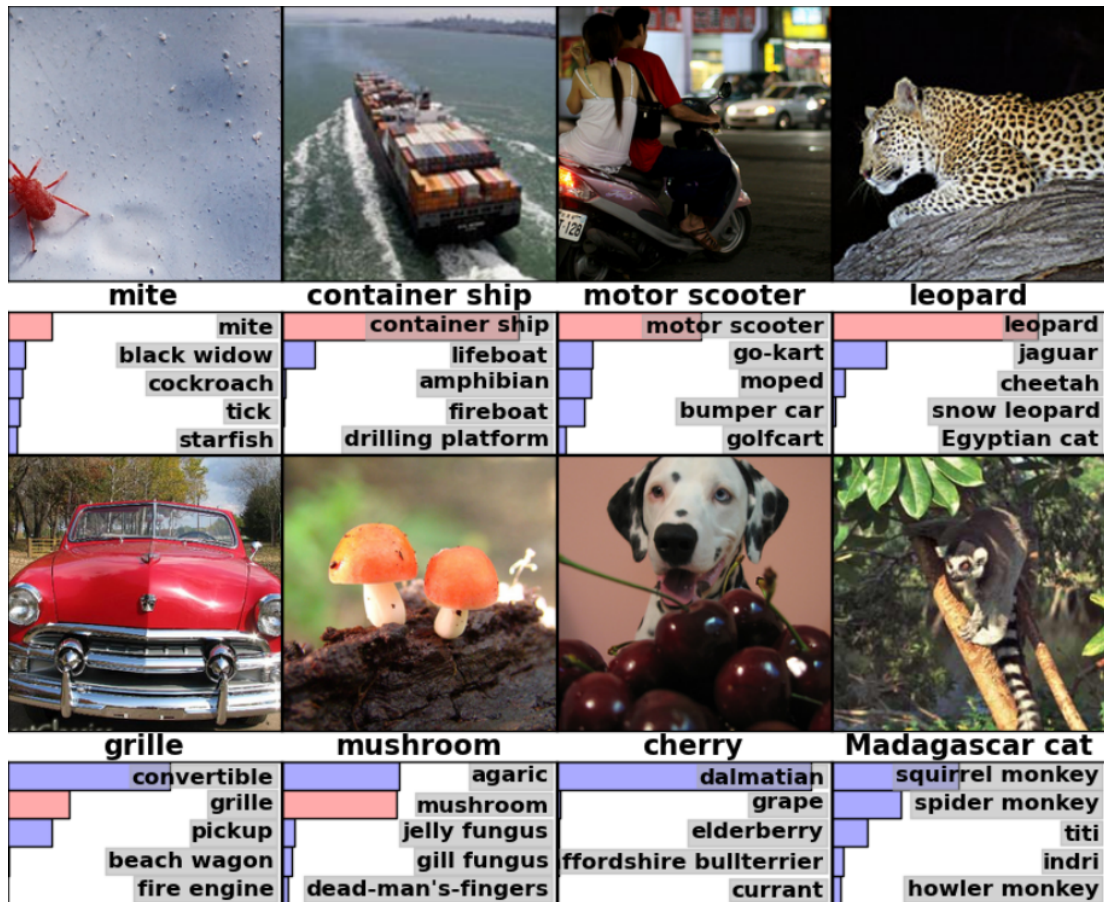 mite
container ship
motor scooter
leopard
mite
black widow
cockroach
tick
starfish
container ship
lifeboat
amphibian
fireboat
drilling platform
motor scooter
go-kart
moped
bumper car
golfcart
leopard
jaguar
cheetah
snow leopard
Egyptian cat
grille
mushroom
cherry
Madagascar cat
convertible
grille
pickup
beach wagon
fire engine
agaric
mushroom
jelly fungus
gill fungus
dead-man's-fingers
dalmatian
grape
elderberry
ffordshire bullterrier
currant
squirrel monkey
spider monkey
titi
indri
howler monkey